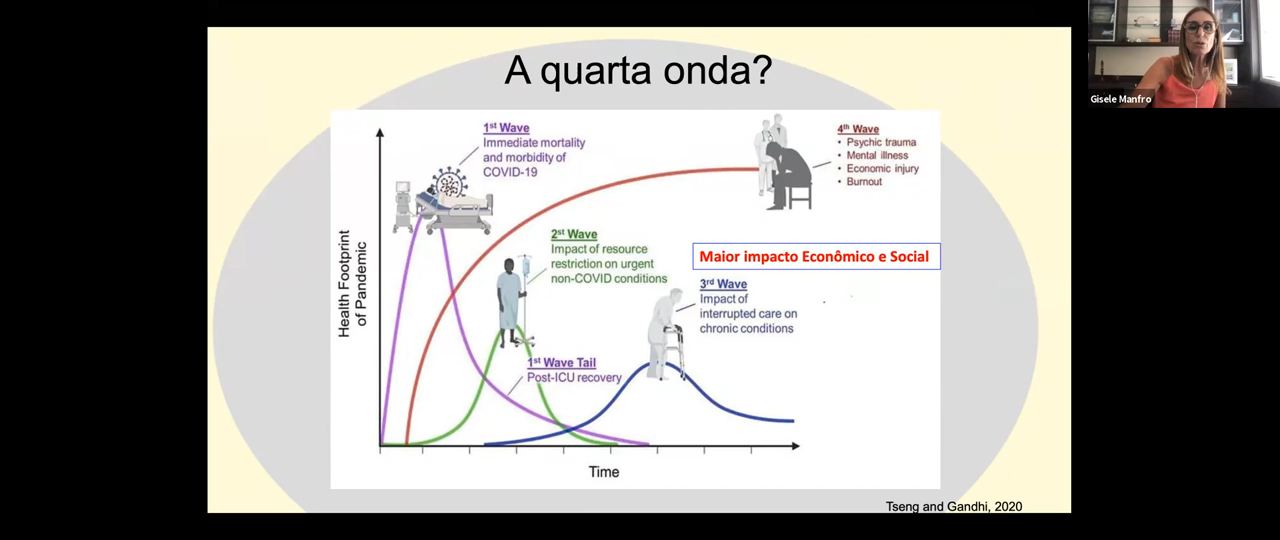 A quarta onda?
1st Wave
Immediate mortality
and morbidity of
COVID-19
4th Wave
• Psychic trauma
• Mental illness
• Economic injury
• Burnout
2st Wave
Impact of resource
restriction on urgent
non-COVID conditions
Maior impacto Econômico e Social
3rd Wave
Impact of
interrupted care on
chronic conditions
1st Wave Tail
Post-ICU recovery
Health Footprint
of Pandemic
Time
Tseng and Gandhi, 2020
Gisele Manfro